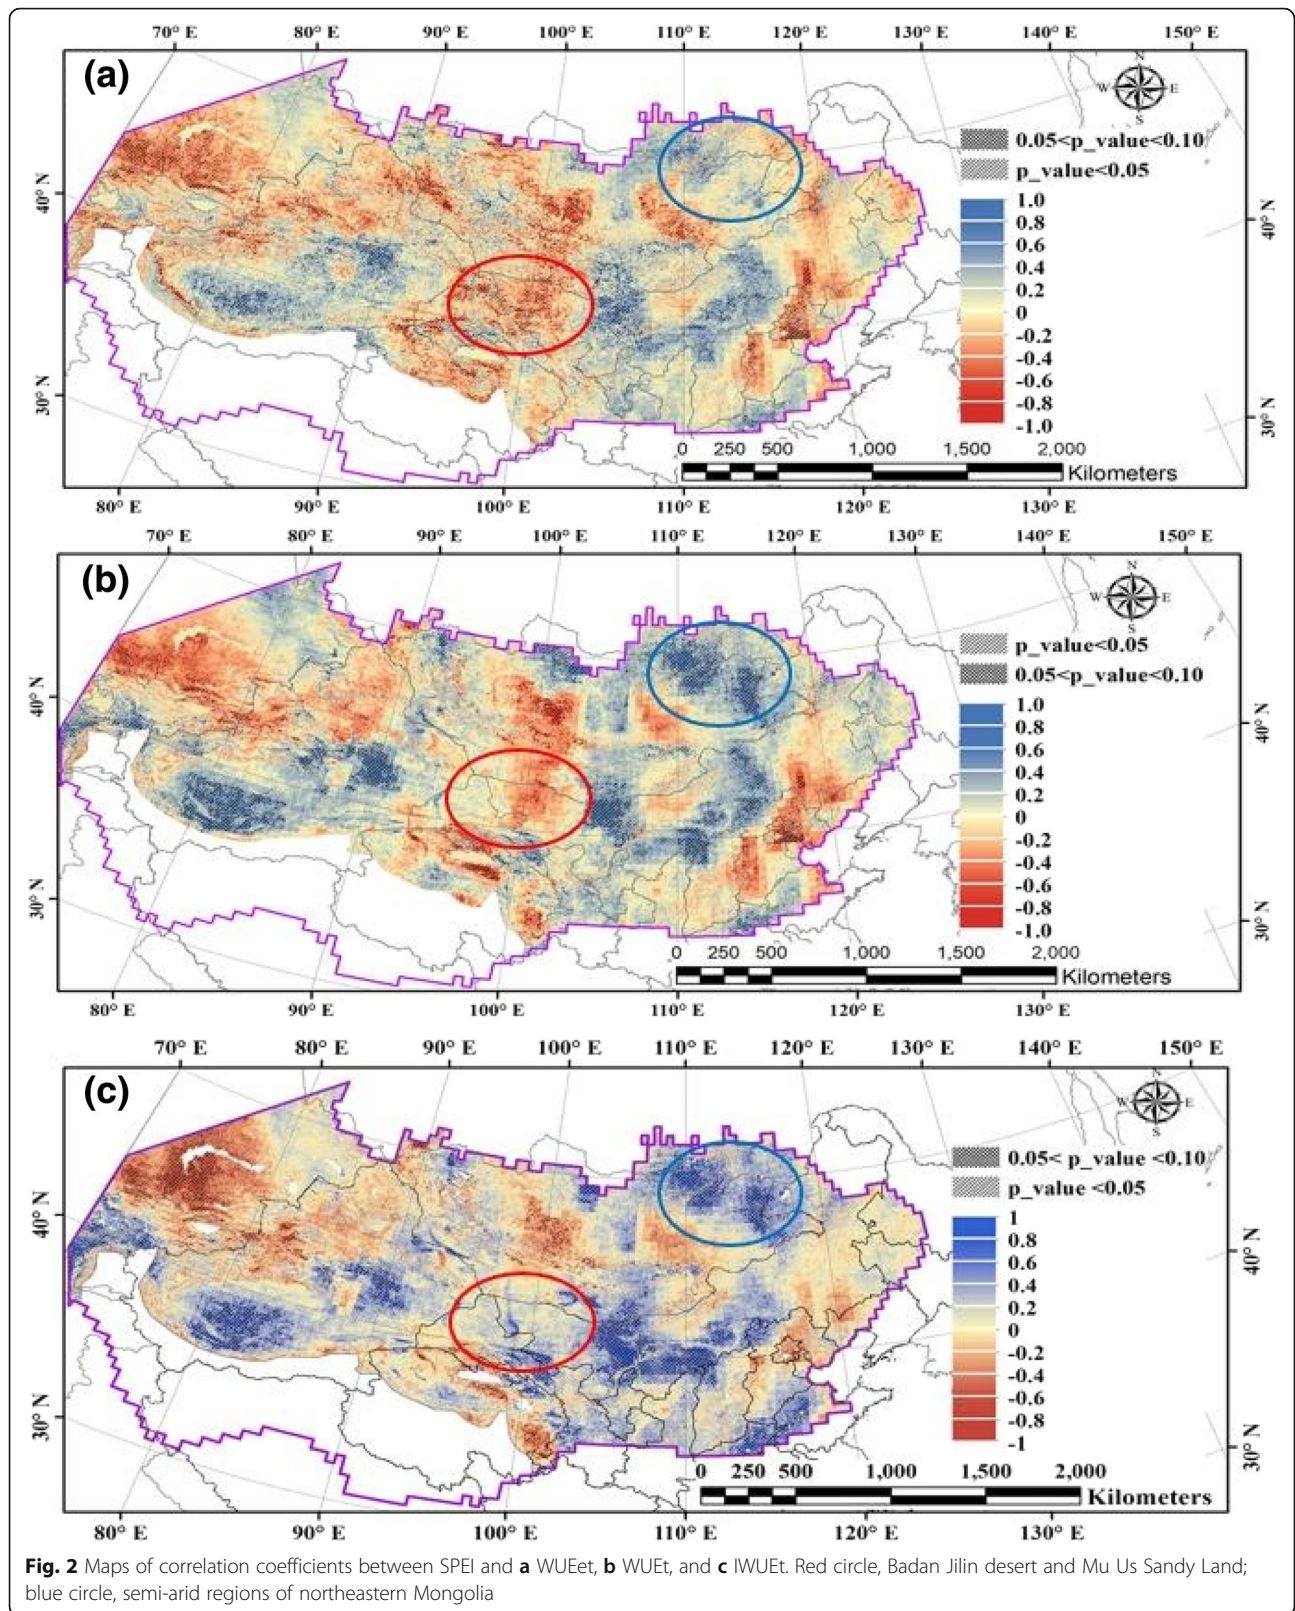 70° E 80° E 90° E 100° E 110° E 120° E 130° E 140° E 150° E
(a)
N
W E
S
0.05<p_value<0.10
p_value<0.05
1.0
0.8
0.6
0.4
0.2
0
-0.2
-0.4
-0.6
-0.8
-1.0
40° N
40° N
30° N
30° N
0 250 500 1,000 1,500 2,000
Kilometers
80° E 90° E 100° E 110° E 120° E 130° E
70° E 80° E 90° E 100° E 110° E 120° E 130° E 140° E 150° E
(b)
N
W E
S
p_value<0.05
0.05<p_value<0.10
1.0
0.8
0.6
0.4
0.2
0
-0.2
-0.4
-0.6
-0.8
-1.0
40° N
40° N
30° N
30° N
0 250 500 1,000 1,500 2,000
Kilometers
80° E 90° E 100° E 110° E 120° E 130° E
70° E 80° E 90° E 100° E 110° E 120° E 130° E 140° E 150° E
(c)
N
W E
S
0.05< p_value <0.10
p_value <0.05
1
0.8
0.6
0.4
0.2
0
-0.2
-0.4
-0.6
-0.8
-1
40° N
40° N
30° N
30° N
0 250 500 1,000 1,500 2,000
Kilometers
80° E 90° E 100° E 110° E 120° E 130° E
Fig. 2 Maps of correlation coefficients between SPEI and a WUEet, b WUEt, and c IWUEt. Red circle, Badan Jilin desert and Mu Us Sandy Land;
blue circle, semi-arid regions of northeastern Mongolia